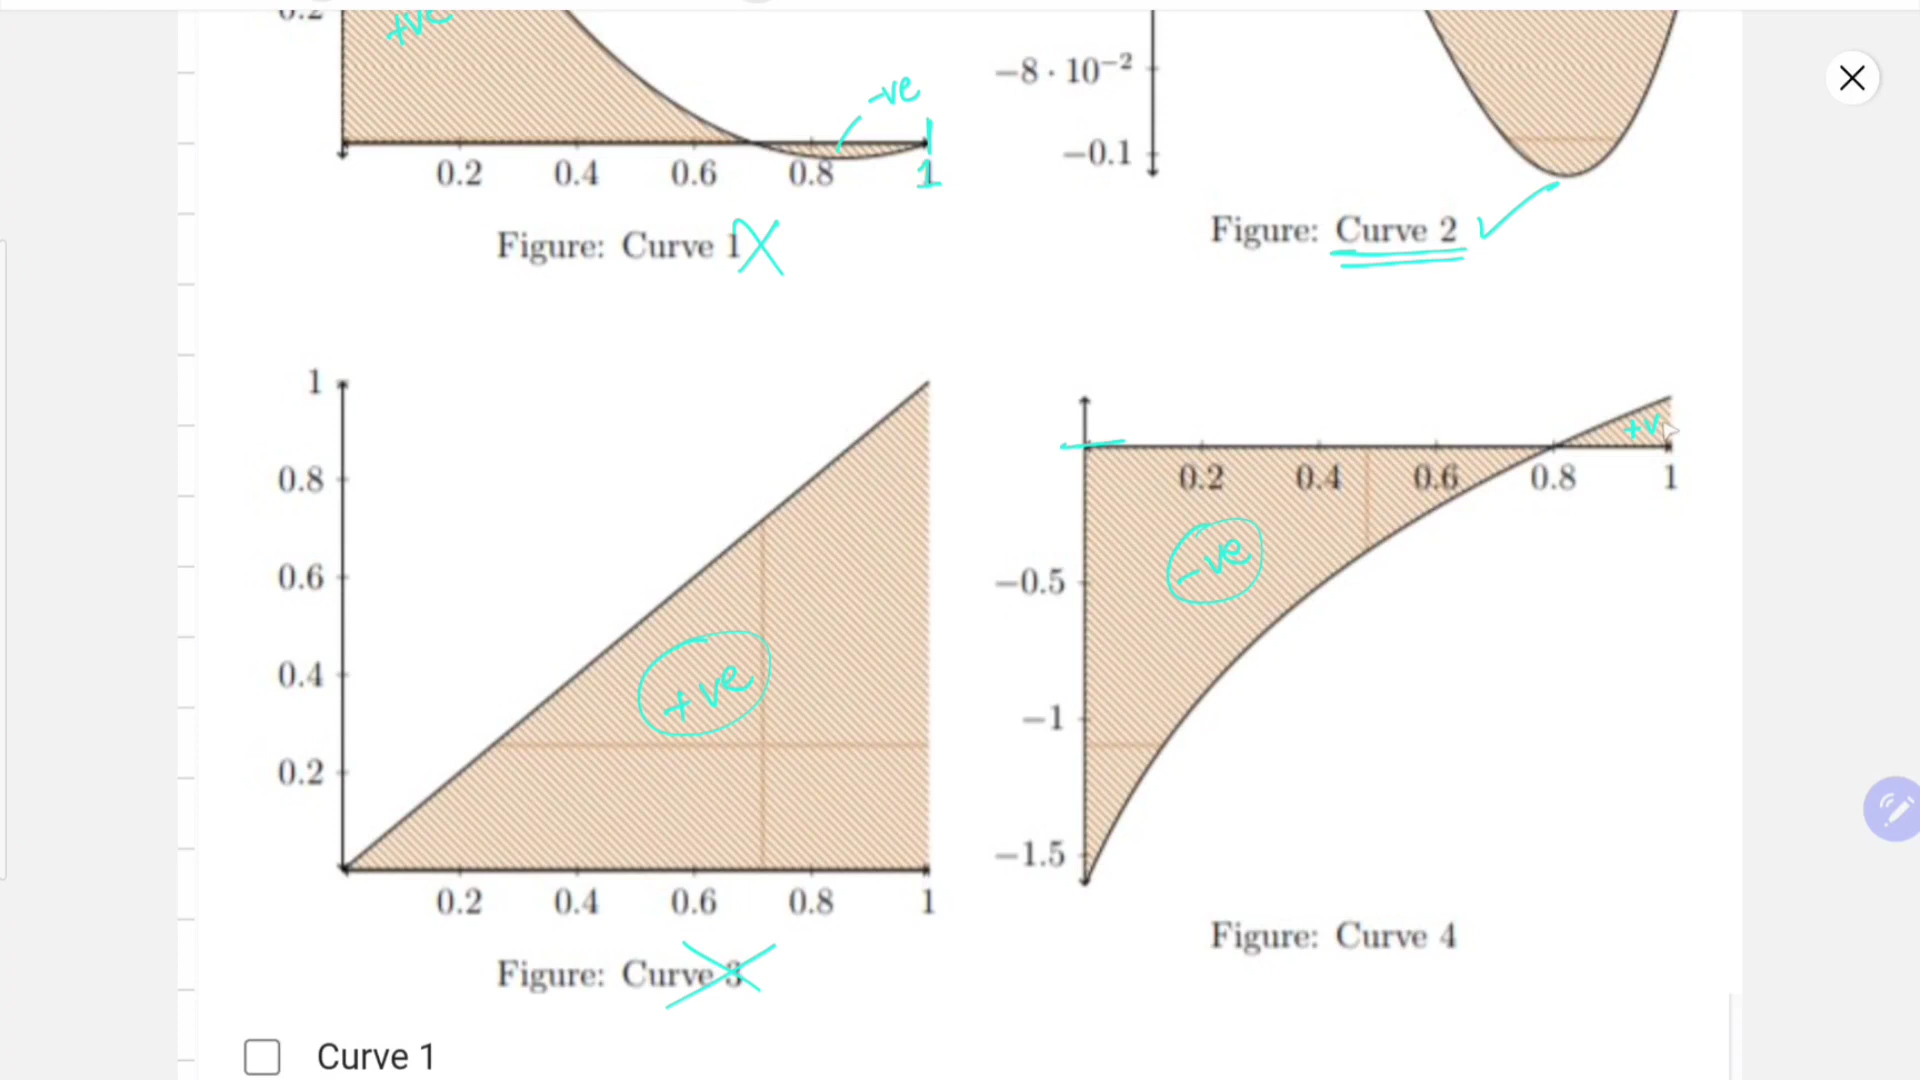 0.2
+ve
−8 · 10−2
-ve
−0.1
0.2 0.4 0.6 0.8 1
Figure: Curve 1
Figure: Curve 2
1
0.8
0.6
0.4
0.2
0.2 0.4 0.6 0.8 1
+ve
Figure: Curve 3
+v
0.2 0.4 0.6 0.8 1
-ve
−0.5
−1
−1.5
Figure: Curve 4
Curve 1